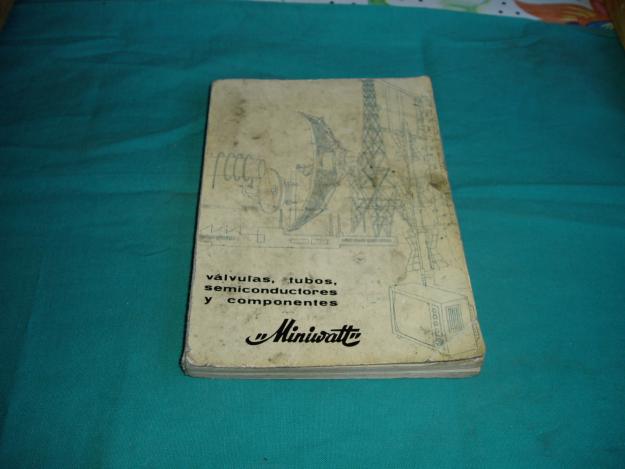 válvulas, tubos,
semiconductores
y componentes
"Miniwatt"